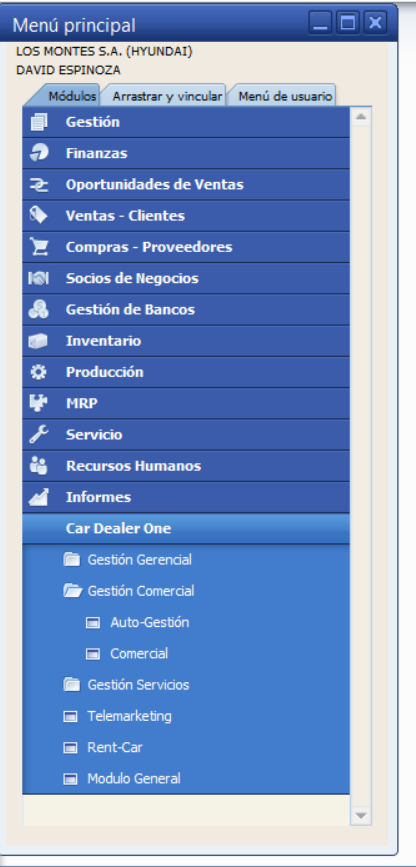 Menú principal
LOS MONTES S.A. (HYUNDAI)
DAVID ESPINOZA
Módulos Arrastrar y vincular Menú de usuario
Gestión
Finanzas
Oportunidades de Ventas
Ventas - Clientes
Compras - Proveedores
Socios de Negocios
Gestión de Bancos
Inventario
Producción
MRP
Servicio
Recursos Humanos
Informes
Car Dealer One
Gestión Gerencial
Gestión Comercial
Auto-Gestión
Comercial
Gestión Servicios
Telemarketing
Rent-Car
Modulo General